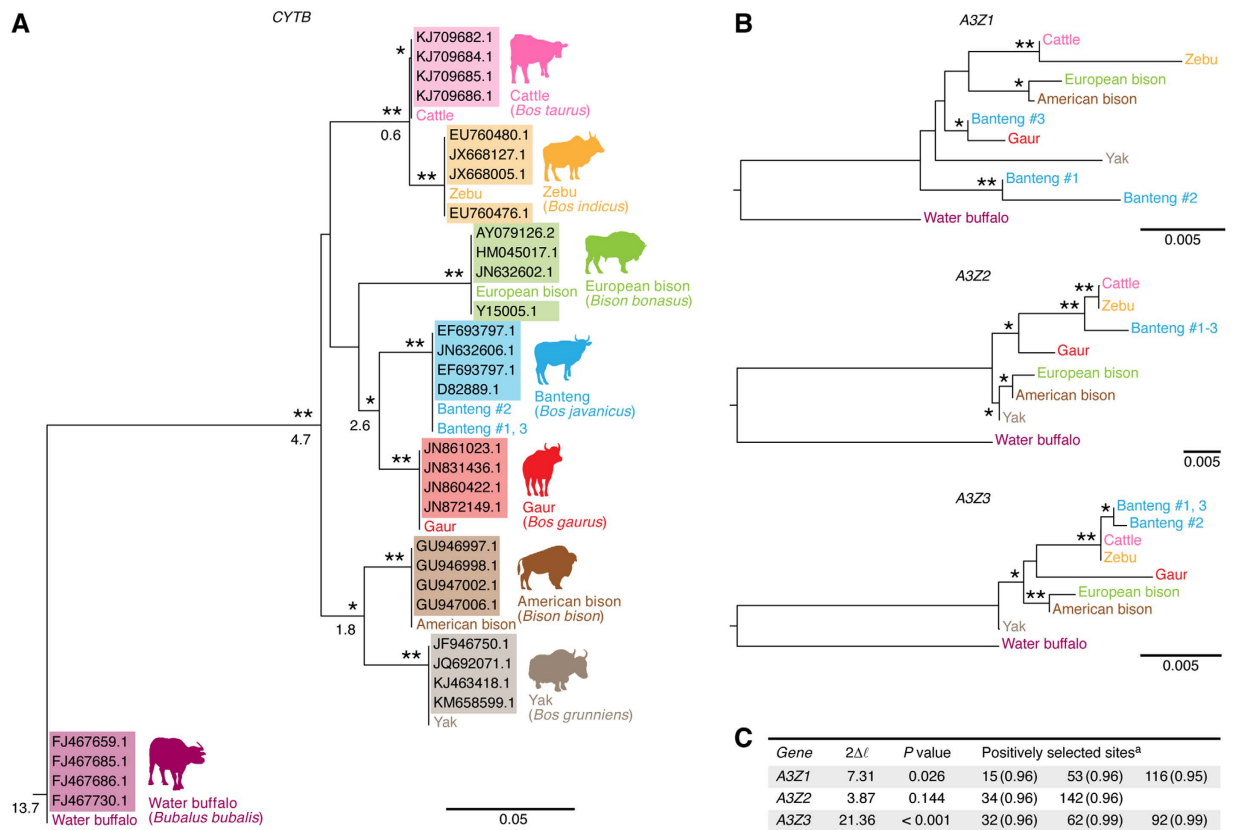 A
CYTB
KJ709682.1
*
KJ709684.1
KJ709685.1
KJ709686.1
Cattle
(Bos taurus)
**
Cattle
0.6
EU760480.1
JX668127.1
JX668005.1
**
Zebu
EU760476.1
Zebu
(Bos indicus)
AY079126.2
HM045017.1
JN632602.1
**
European bison
Y15005.1
European bison
(Bison bonasus)
EF693797.1
JN632606.1
**
EF693797.1
D82889.1
Banteng #2
Banteng #1, 3
Banteng
(Bos javanicus)
*
2.6
**
4.7
JN861023.1
JN831436.1
**
JN860422.1
JN872149.1
Gaur
Gaur
(Bos gaurus)
GU946997.1
GU946998.1
**
GU947002.1
GU947006.1
American bison
American bison
(Bison bison)
*
1.8
JF946750.1
JQ692071.1
**
KJ463418.1
KM658599.1
Yak
Yak
(Bos grunniens)
FJ467659.1
FJ467685.1
FJ467686.1
FJ467730.1
13.7
Water buffalo
Water buffalo
(Bubalus bubalis)
0.05
B
A3Z1
** Cattle
Zebu
European bison
*
American bison
* Banteng #3
Gaur
Yak
** Banteng #1
Banteng #2
Water buffalo
0.005
A3Z2
** Cattle
** Zebu
Banteng #1-3
*
Gaur
European bison
*
American bison
* Yak
Water buffalo
0.005
A3Z3
* Banteng #1, 3
Banteng #2
** Cattle
Zebu
* Gaur
** European bison
American bison
Yak
Water buffalo
0.005
C
Gene 2Δℓ P value Positively selected sitesᵃ
A3Z1 7.31 0.026 15 (0.96) 53 (0.96) 116 (0.95)
A3Z2 3.87 0.144 34 (0.96) 142 (0.96)
A3Z3 21.36 < 0.001 32 (0.96) 62 (0.99) 92 (0.99)